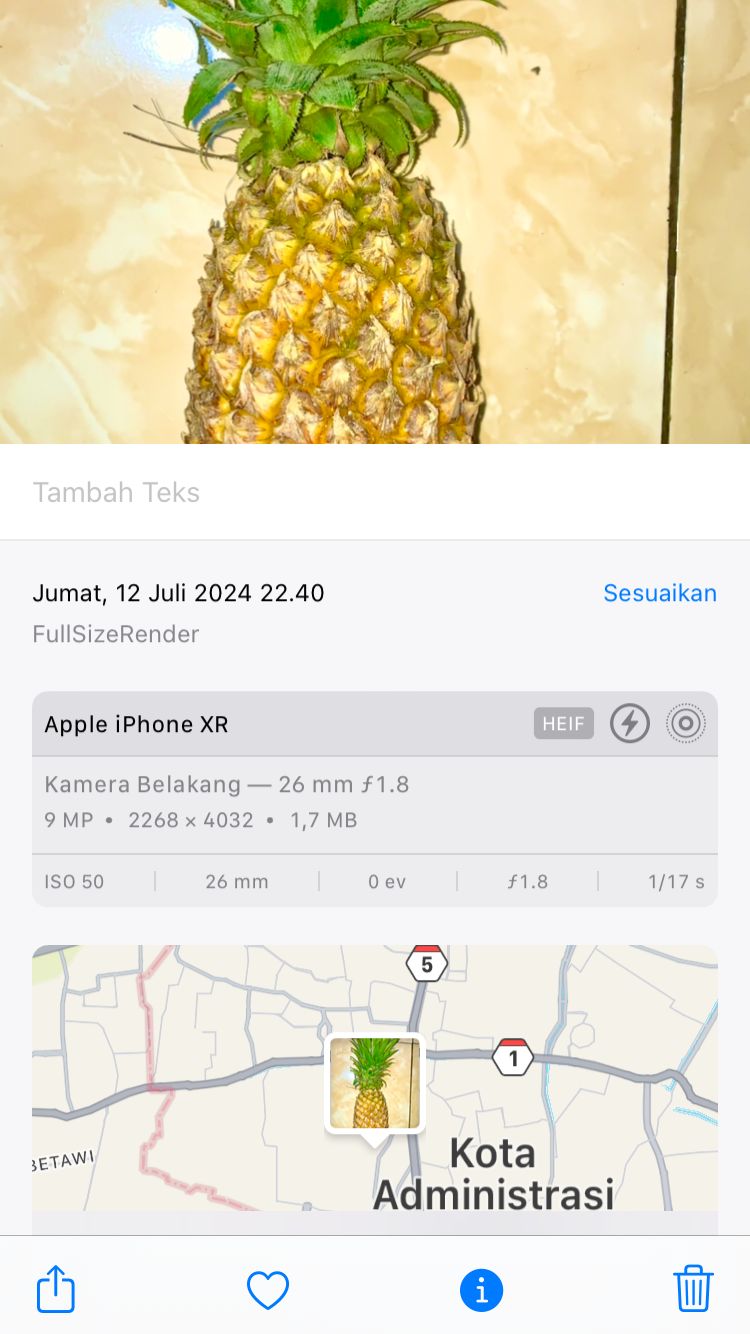 Tambah Teks
Jumat, 12 Juli 2024 22.40
Sesuaikan
FullSizeRender
Apple iPhone XR
HEIF
Kamera Belakang — 26 mm ƒ1.8
9 MP • 2268 × 4032 • 1,7 MB
ISO 50
26 mm
0 ev
ƒ1.8
1/17 s
5
1
BETAWI
Kota
Administrasi